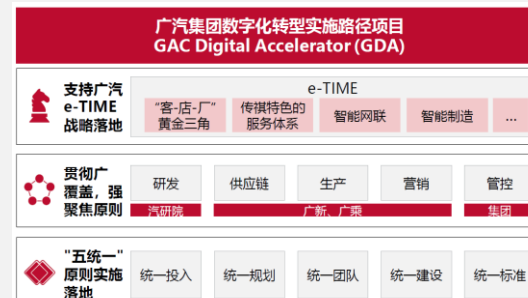 广汽集团数字化转型实施路径项目
GAC Digital Accelerator (GDA)
支持广汽
e-TIME
战略落地
e-TIME
“客-店-厂”
黄金三角
传祺特色的
服务体系
智能网联
智能制造
...
贯彻广
覆盖，强
聚焦原则
研发
供应链
生产
营销
管控
汽研院
广新、广乘
集团
"五统一"
原则实施
落地
统一投入
统一规划
统一团队
统一建设
统一标准